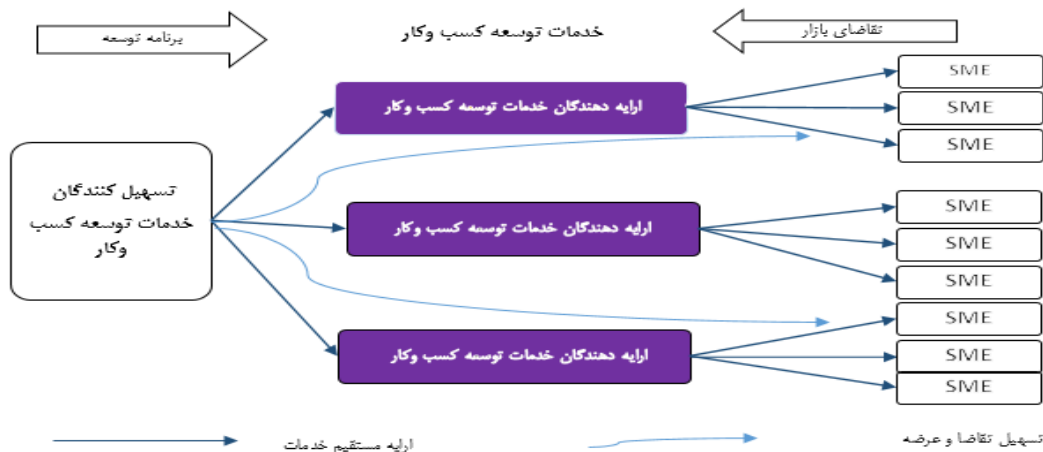 خدمات توسعه کسب وکار
تقاضای بازار
برنامه توسعه
SME
SME
SME
ارایه دهندگان خدمات توسعه کسب وکار
تسهیل کنندگان
خدمات توسعه کسب
وکار
SME
SME
SME
ارایه دهندگان خدمات توسعه کسب وکار
SME
SME
SME
ارایه دهندگان خدمات توسعه کسب وکار
تسهیل تقاضا و عرضه
ارایه مستقیم خدمات